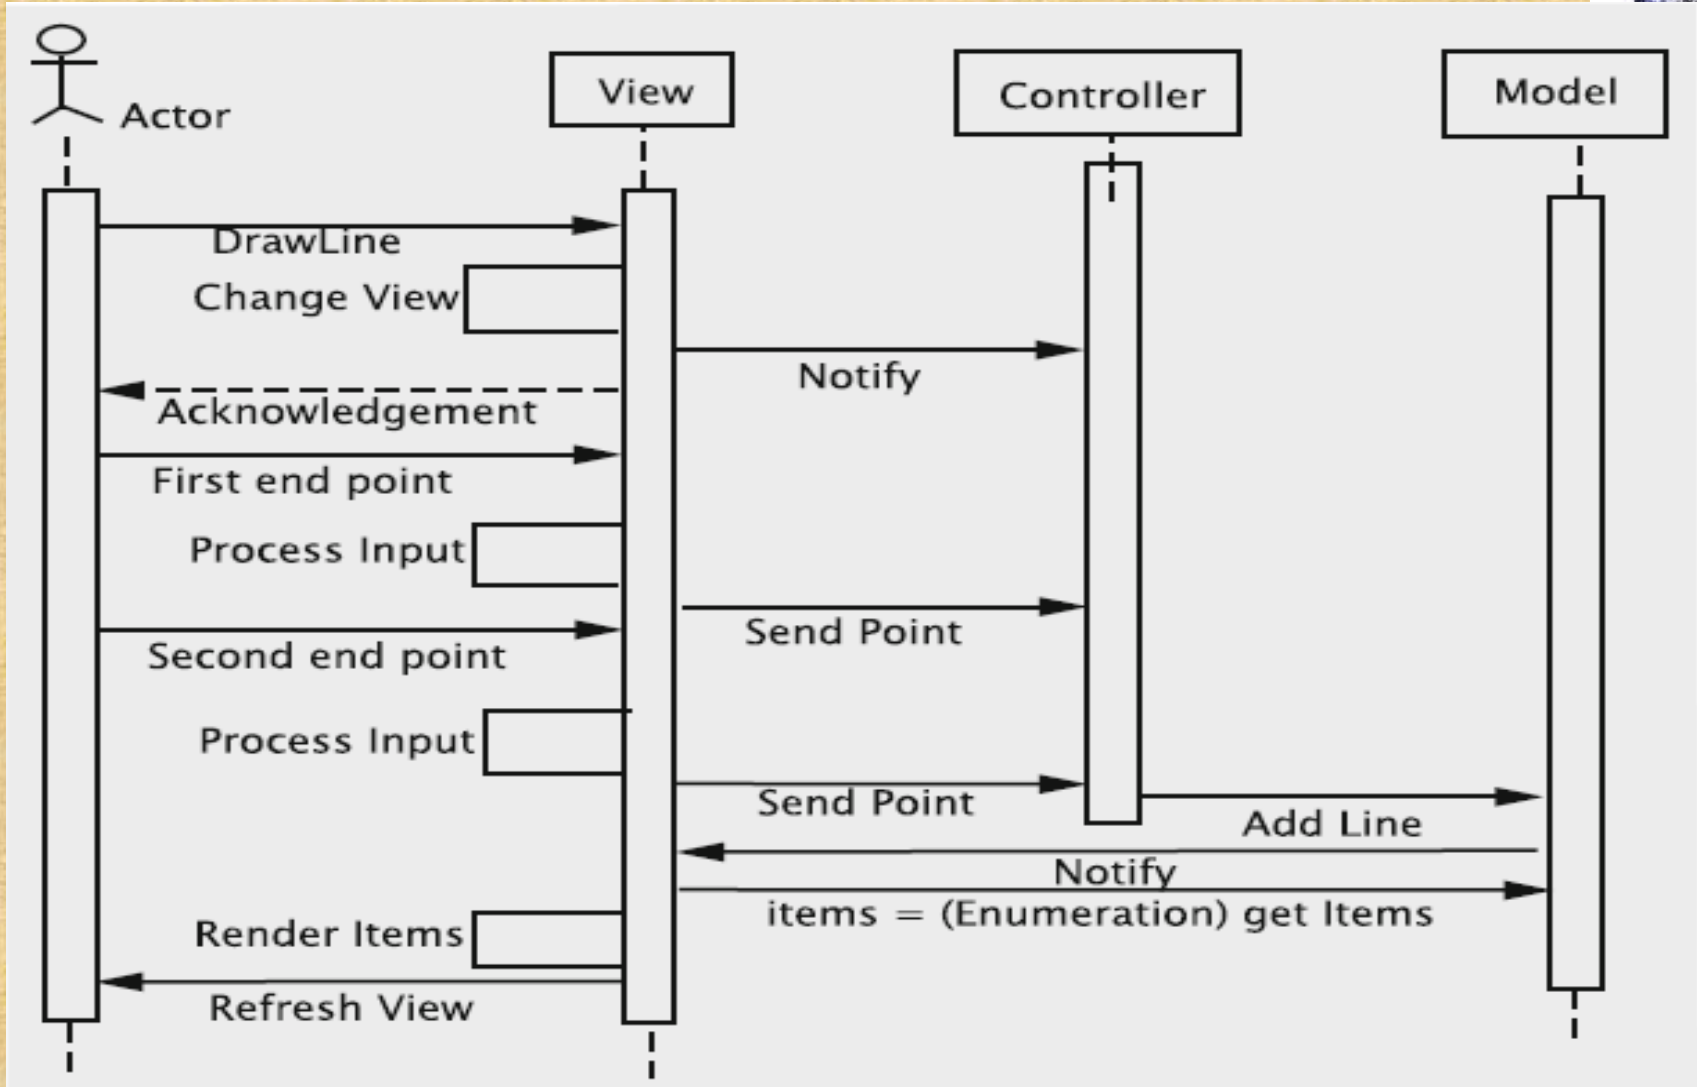 Actor
View
Controller
Model
DrawLine
Change View
Notify
Acknowledgement
First end point
Process Input
Send Point
Second end point
Process Input
Send Point
Add Line
Notify
items = (Enumeration) get Items
Render Items
Refresh View